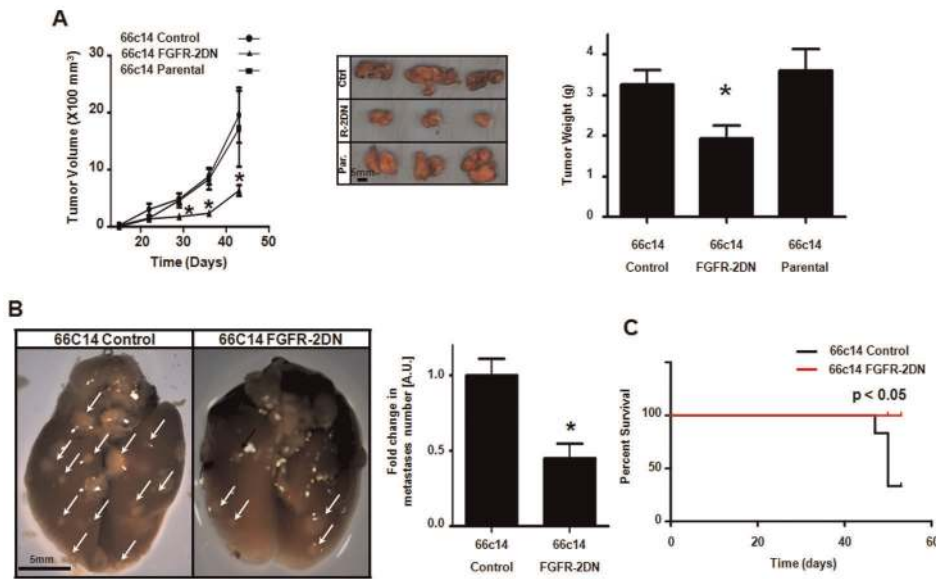 A
66c14 Control
66c14 FGFR-2DN
66c14 Parental
30
20
10
0
Tumor Volume (X100 mm³)
20
30
40
50
Time (Days)
*
*
*
Ctrl
R-2DN
Par.
5mm
Tumor Weight (g)
5
4
3
2
1
0
*
66c14
Control
66c14
FGFR-2DN
66c14
Parental
B
66C14 Control
66C14 FGFR-2DN
5mm
Fold change in
metastases number [A.U.]
1.0
0.5
0.0
*
66c14
Control
66c14
FGFR-2DN
C
66c14 Control
66c14 FGFR-2DN
p < 0.05
Percent Survival
100
50
0
0
20
40
60
Time (days)